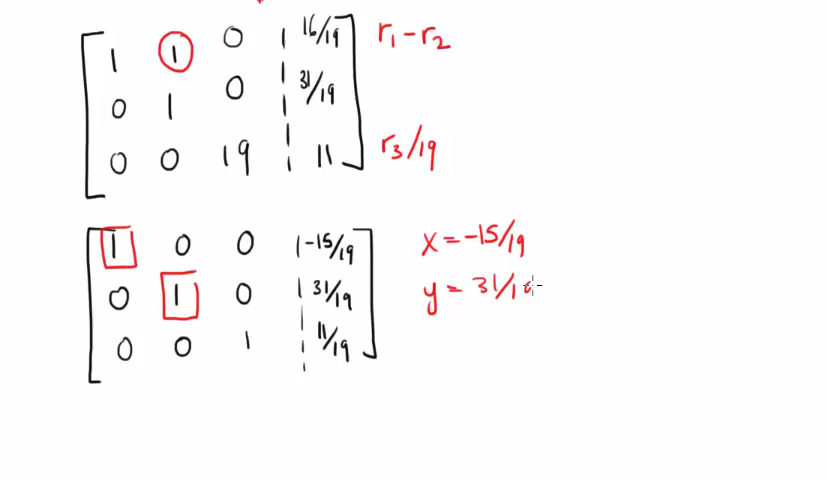 1 1 0 16/19 r₁ - r₂
0 1 0 31/19
0 0 19 11 r₃/19
1 0 0 -15/19 x = -15/19
0 1 0 31/19 y = 31/1
0 0 1 11/19